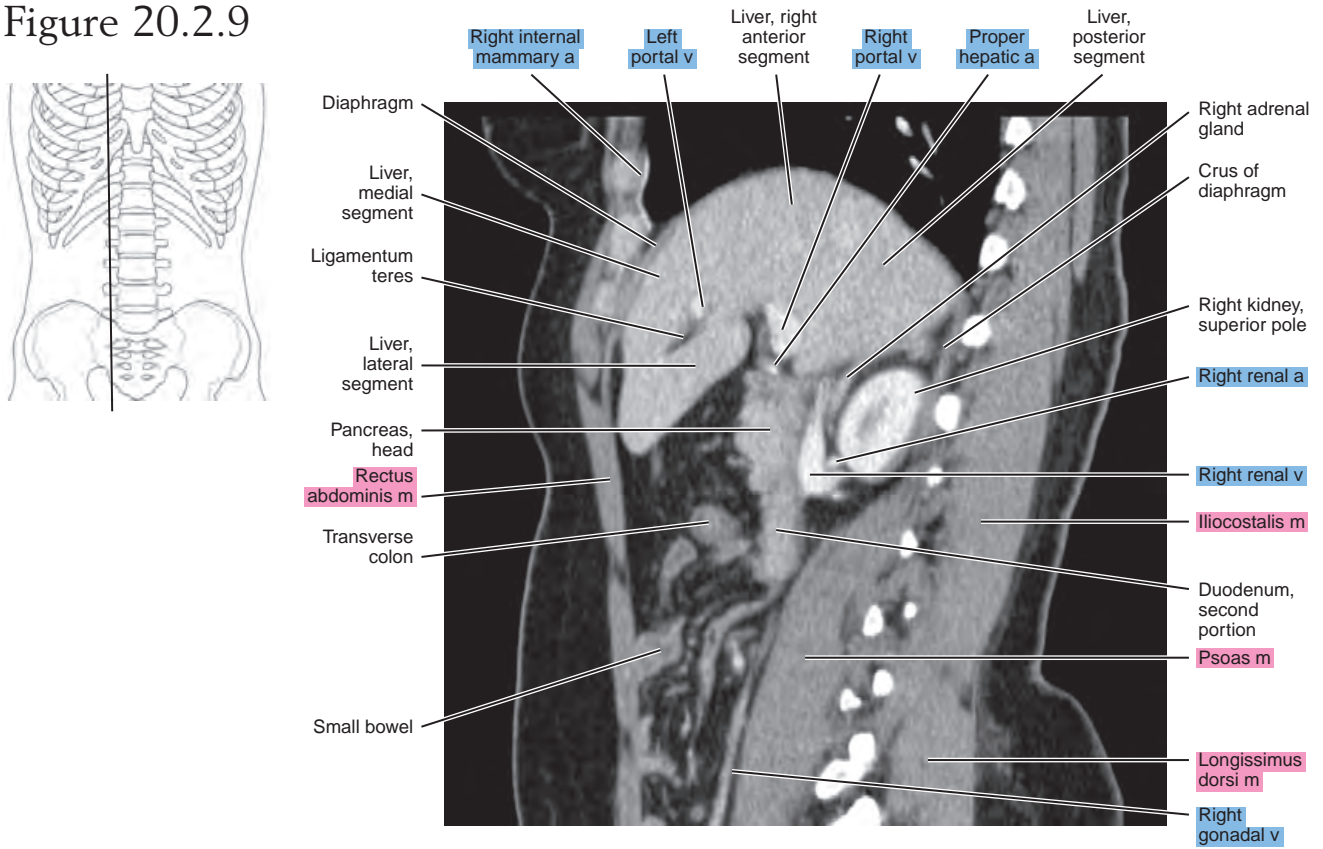 Figure 20.2.9
Right internal
mammary a
Left
portal v
Liver, right
anterior
segment
Right
portal v
Proper
hepatic a
Liver,
posterior
segment
Diaphragm
Liver,
medial
segment
Ligamentum
teres
Liver,
lateral
segment
Pancreas,
head
Rectus
abdominis m
Transverse
colon
Small bowel
Right adrenal
gland
Crus of
diaphragm
Right kidney,
superior pole
Right renal a
Right renal v
Iliocostalis m
Duodenum,
second
portion
Psoas m
Longissimus
dorsi m
Right
gonadal v